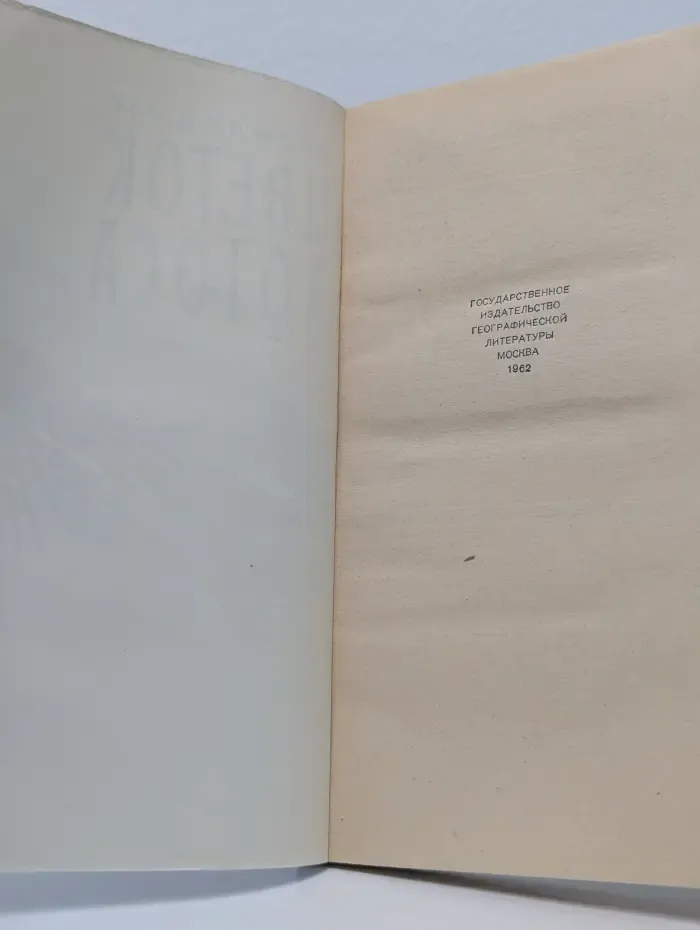 ГОСУДАРСТВЕННОЕ
ИЗДАТЕЛЬСТВО
ГЕОГРАФИЧЕСКОЙ
ЛИТЕРАТУРЫ
МОСКВА
1962